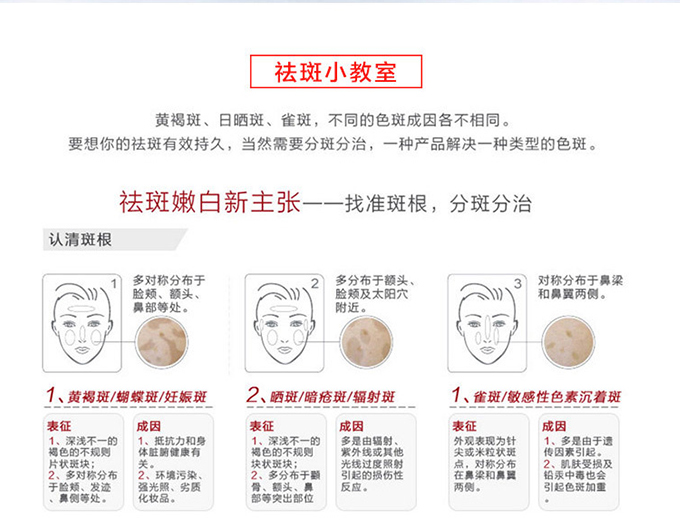 祛斑小教室
黄褐斑、日晒斑、雀斑，不同的色斑成因各不相同。
要想你的祛斑有效持久，当然需要分斑分治，一种产品解决一种类型的色斑。
祛斑嫩白新主张——找准斑根，分斑分治
认清斑根
1
多对称分布于
脸颊、额头、
鼻部等处。
1、黄褐斑/蝴蝶斑/妊娠斑
表征
1、深浅不一的
褐色的不规则
片状斑块；
2、多对称分布
于脸颊、发迹
、鼻侧等处。
成因
1、抵抗力和身
体脏腑健康有
关。
2、环境污染、
强光照、劣质
化妆品。
2
多分布于额头、
脸颊及太阳穴
附近。
2、晒斑/暗疮斑/辐射斑
表征
1、深浅不一的
褐色的不规则
块状斑块；
2、多分布于颧
骨、额头、鼻
部等突出部位
成因
多是由辐射、
紫外线或其他
光线过度照射
引起的损伤性
反应。
3
对称分布于鼻梁
和鼻翼两侧。
1、雀斑/敏感性色素沉着斑
表征
外观表现为针
尖或米粒状斑
点，对称分布
在鼻梁和鼻翼
两侧。
成因
1、多是由于遗
传因素引起。
2、肌肤受损及
铅汞中毒也会
引起色斑加重
。